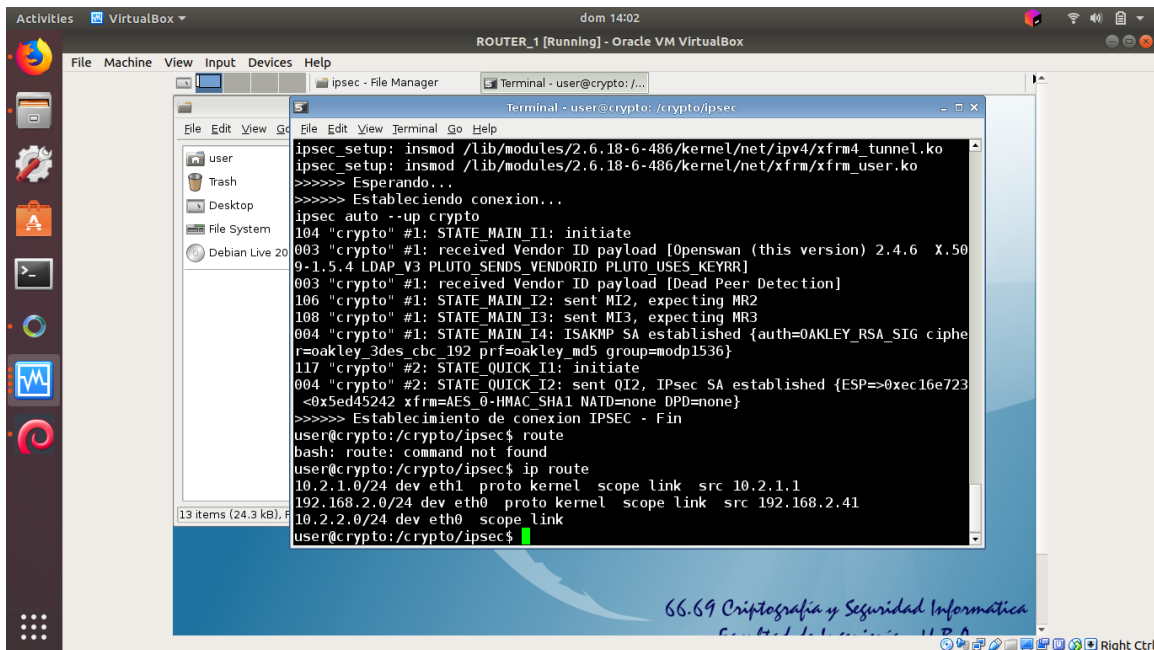 Activities VirtualBox dom 14:02
ROUTER_1 [Running] - Oracle VM VirtualBox
File Machine View Input Devices Help
ipsec - File Manager Terminal - user@crypto: /...
Terminal - user@crypto: /crypto/ipsec
File Edit View Go File Edit View Terminal Go Help
user
Trash
Desktop
File System
Debian Live 20
13 items (24.3 kB), F
ipsec_setup: insmod /lib/modules/2.6.18-6-486/kernel/net/ipv4/xfrm4_tunnel.ko
ipsec_setup: insmod /lib/modules/2.6.18-6-486/kernel/net/xfrm/xfrm_user.ko
>>>>>> Esperando...
>>>>>> Estableciendo conexion...
ipsec auto --up crypto
104 "crypto" #1: STATE_MAIN_I1: initiate
003 "crypto" #1: received Vendor ID payload [Openswan (this version) 2.4.6  X.50
9-1.5.4 LDAP_V3 PLUTO_SENDS_VENDORID PLUTO_USES_KEYRR]
003 "crypto" #1: received Vendor ID payload [Dead Peer Detection]
106 "crypto" #1: STATE_MAIN_I2: sent MI2, expecting MR2
108 "crypto" #1: STATE_MAIN_I3: sent MI3, expecting MR3
004 "crypto" #1: STATE_MAIN_I4: ISAKMP SA established {auth=OAKLEY_RSA_SIG ciphe
r=oakley_3des_cbc_192 prf=oakley_md5 group=modp1536}
117 "crypto" #2: STATE_QUICK_I1: initiate
004 "crypto" #2: STATE_QUICK_I2: sent QI2, IPsec SA established {ESP=>0xec16e723
 <0x5ed45242 xfrm=AES_0-HMAC_SHA1 NATD=none DPD=none}
>>>>>> Establecimiento de conexion IPSEC - Fin
user@crypto:/crypto/ipsec$ route
bash: route: command not found
user@crypto:/crypto/ipsec$ ip route
10.2.1.0/24 dev eth1  proto kernel  scope link  src 10.2.1.1
192.168.2.0/24 dev eth0  proto kernel  scope link  src 192.168.2.41
10.2.2.0/24 dev eth0  scope link
user@crypto:/crypto/ipsec$
66.69 Criptografía y Seguridad Informática
Right Ctrl